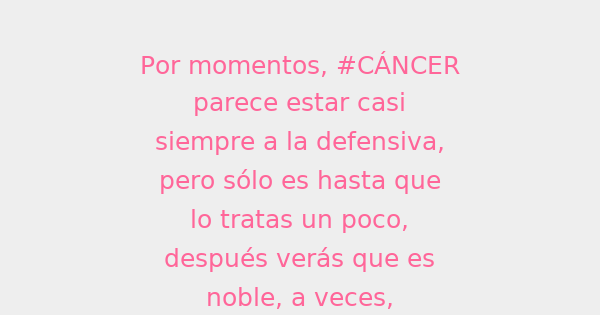 Por momentos, #CÁNCER
parece estar casi
siempre a la defensiva,
pero sólo es hasta que
lo tratas un poco,
después verás que es
noble, a veces,